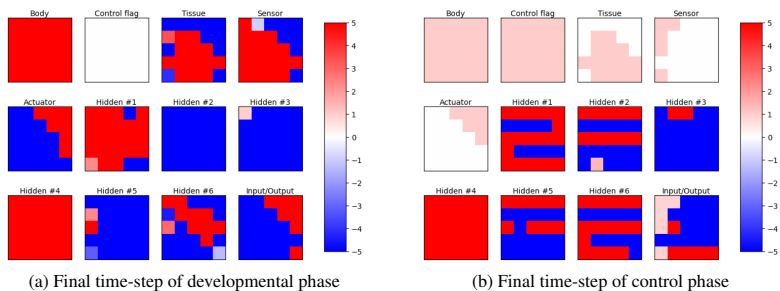 Body Control flag Tissue Sensor
5
4
3
2
1
0
−1
−2
−3
−4
−5
Actuator Hidden #1 Hidden #2 Hidden #3
Hidden #4 Hidden #5 Hidden #6 Input/Output
(a) Final time-step of developmental phase
Body Control flag Tissue Sensor
5
4
3
2
1
0
−1
−2
−3
−4
−5
Actuator Hidden #1 Hidden #2 Hidden #3
Hidden #4 Hidden #5 Hidden #6 Input/Output
(b) Final time-step of control phase